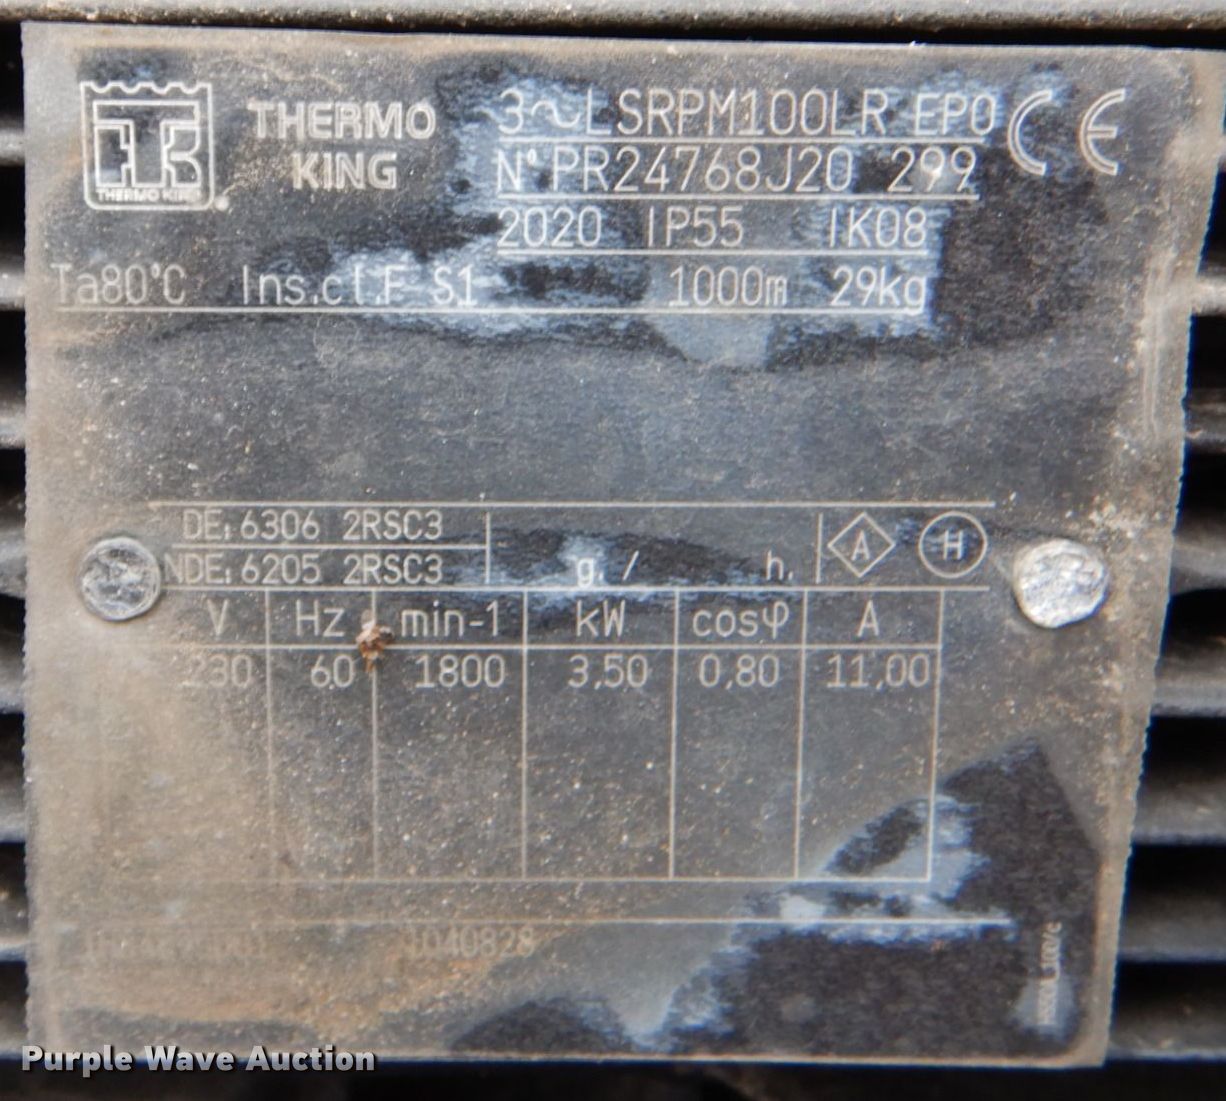 THERMO KING
THERMO KING
3~LSRPM100LR EP0 CE
N° PR24768J20 299
2020 IP55 IK08
Ta80°C Ins.cl.F S1 1000m 29kg
DE: 6306 2RSC3
NDE: 6205 2RSC3 g. / h. A H
V Hz min-1 kW cosφ A
230 60 1800 3,50 0,80 11,00
1040828
Purple Wave Auction